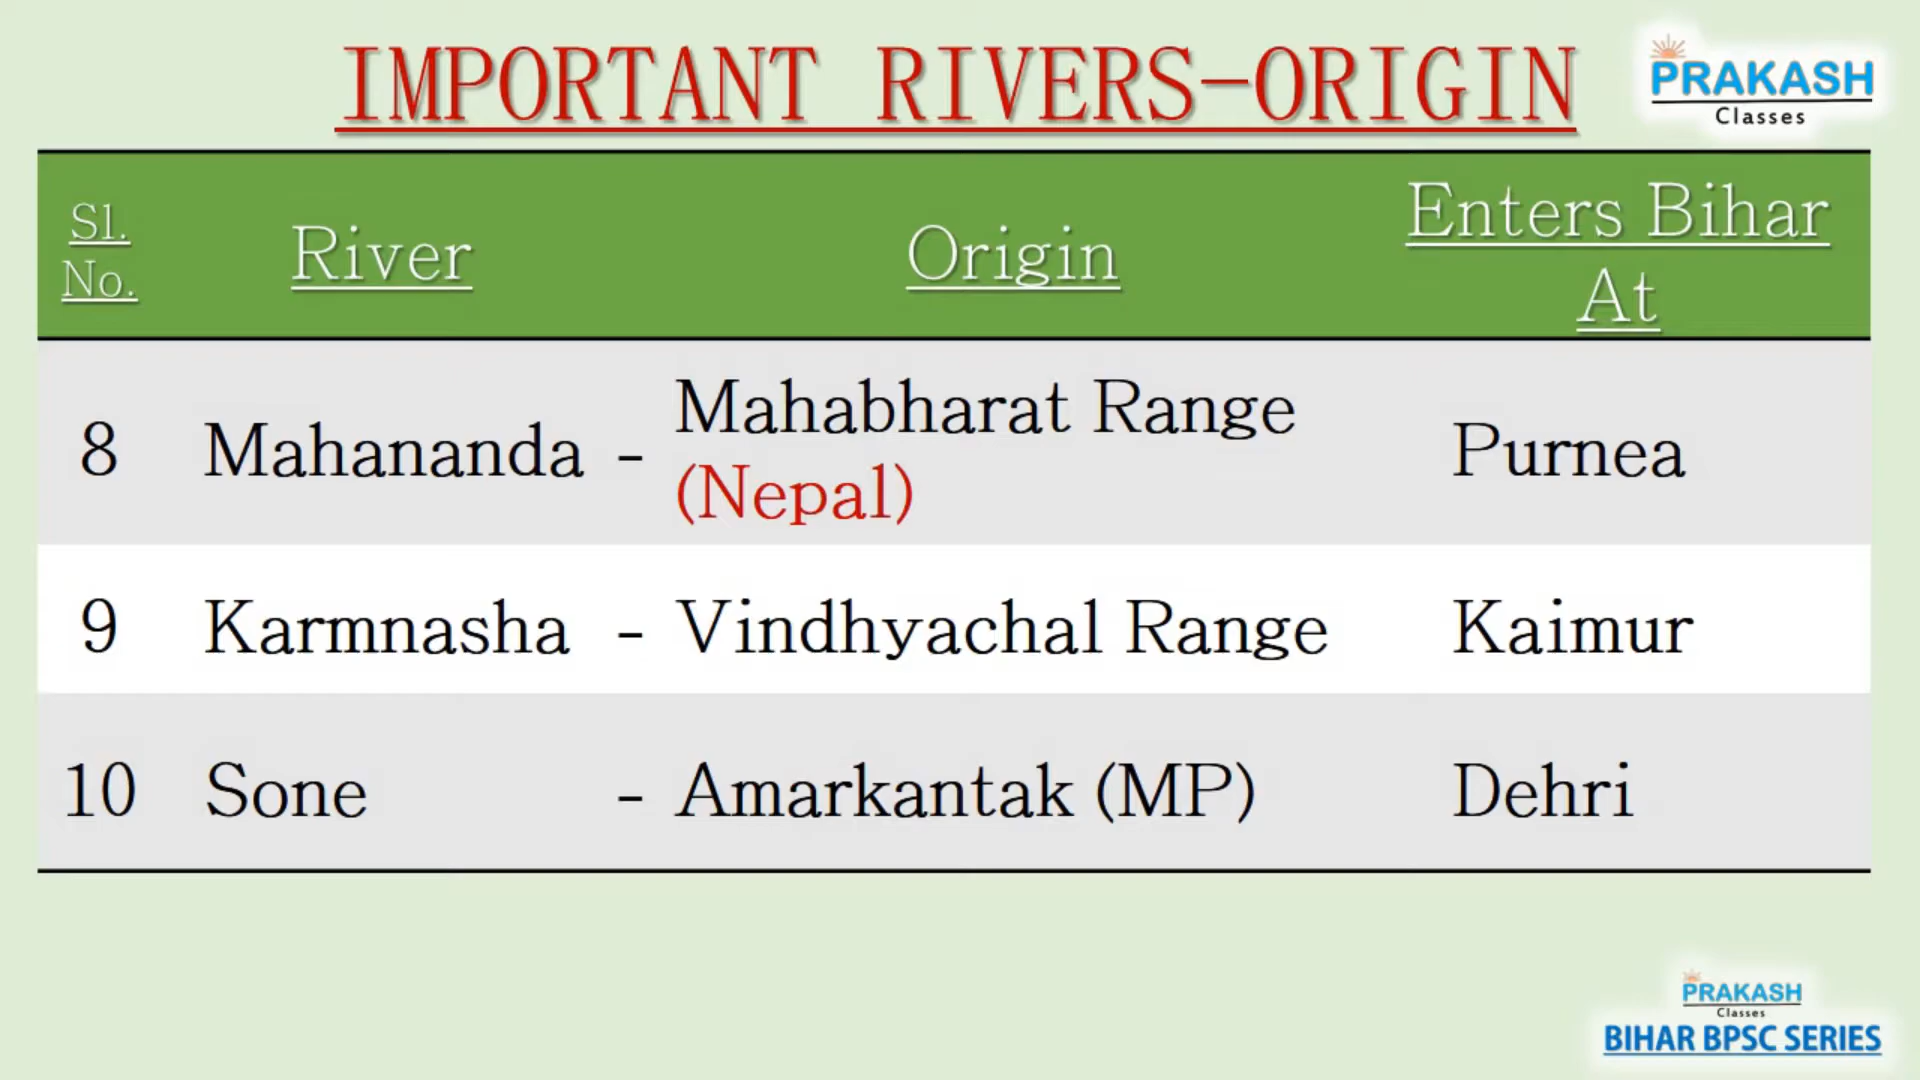 IMPORTANT RIVERS-ORIGIN
PRAKASH
Classes
Sl.
No.
River
Origin
Enters Bihar
At
8 Mahananda - Mahabharat Range
(Nepal)
Purnea
9 Karmnasha - Vindhyachal Range Kaimur
10 Sone - Amarkantak (MP) Dehri
PRAKASH
Classes
BIHAR BPSC SERIES